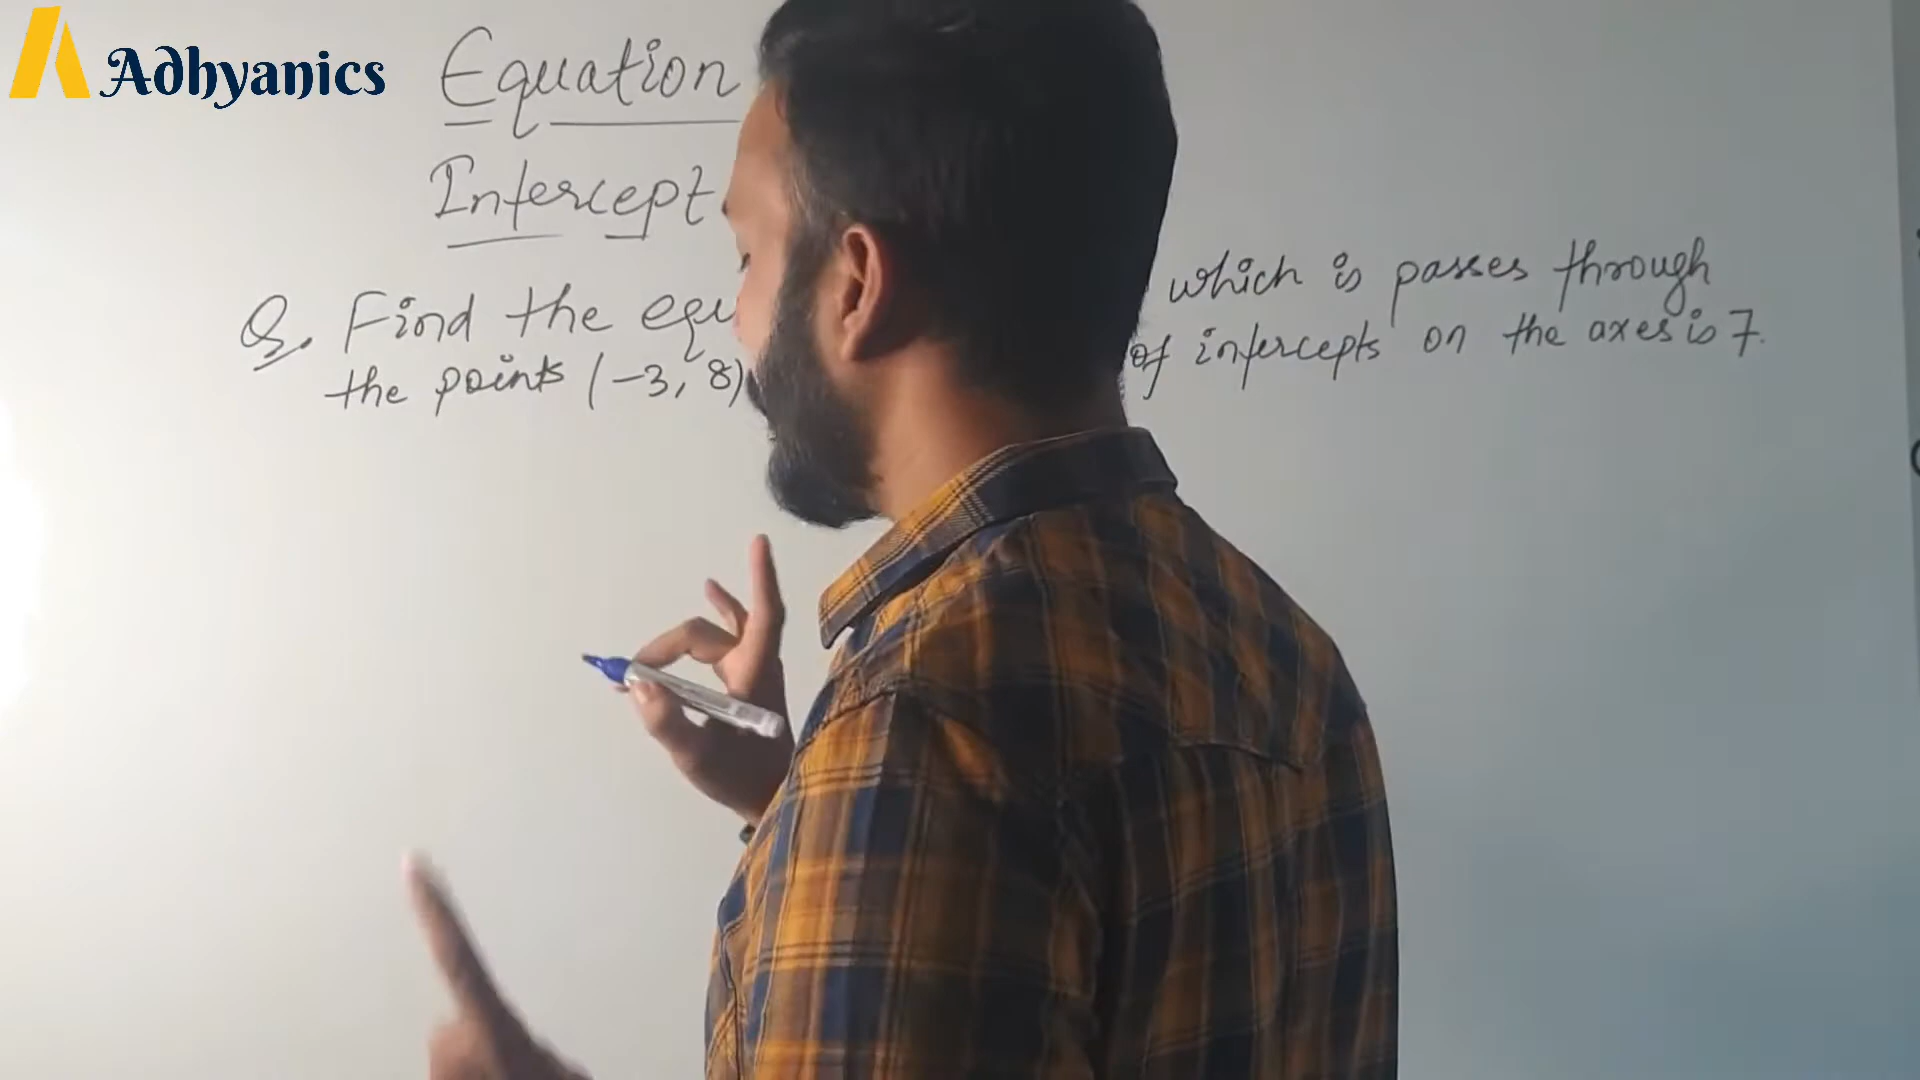 Adhyanics
Equation
Intercept
Q. Find the equ which is passes through
the points (-3, 8) of intercepts on the axes is 7.